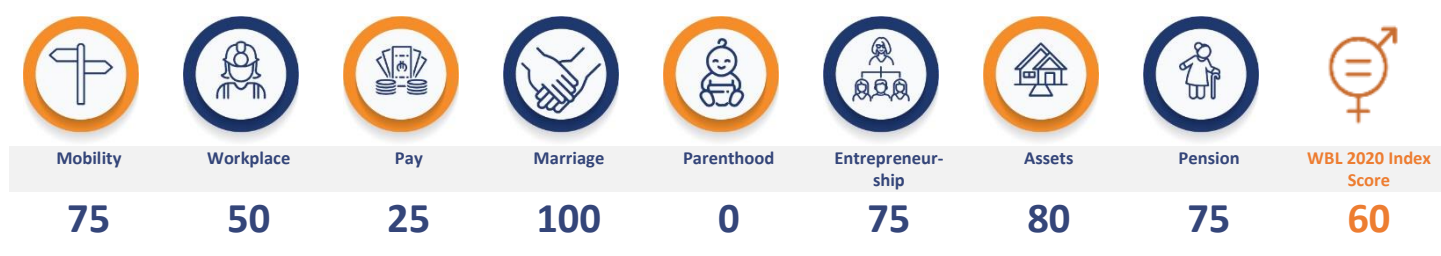 Mobility Workplace Pay Marriage Parenthood Entrepreneur- Assets Pension WBL 2020 Index
ship Score
75 50 25 100 0 75 80 75 60